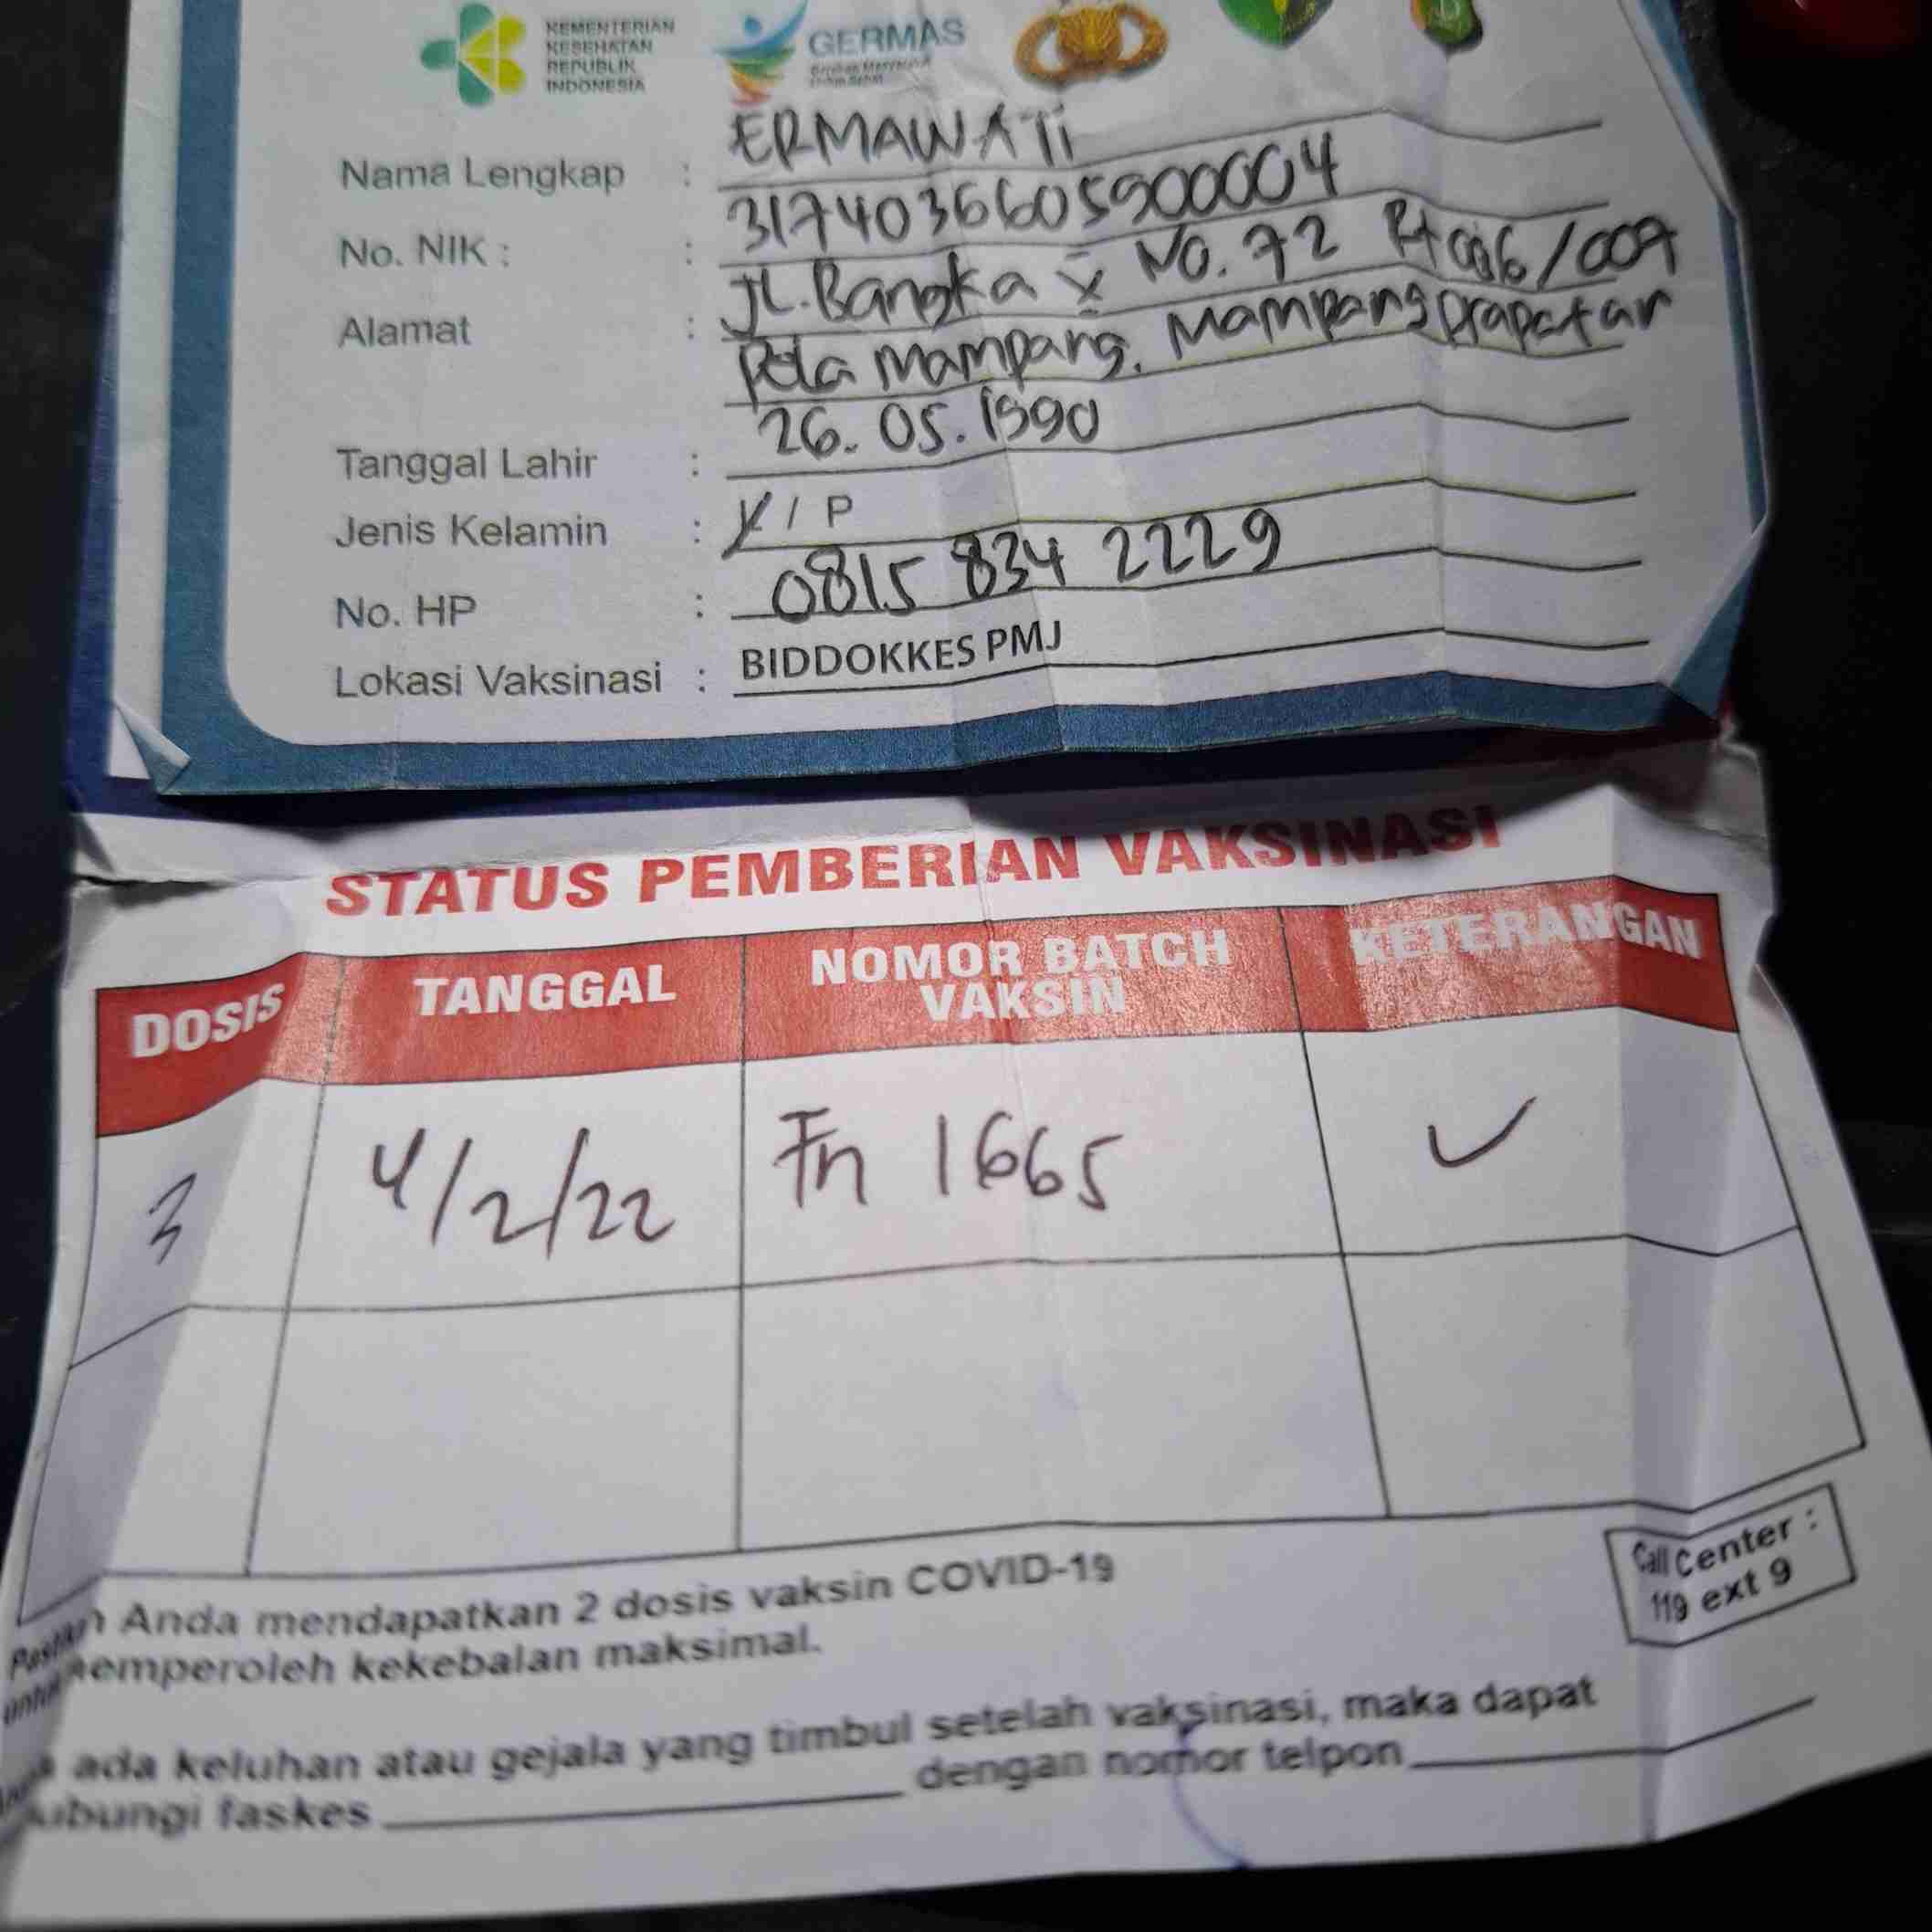 KEMENTERIAN
KESEHATAN
REPUBLIK
INDONESIA
GERMAS
Nama Lengkap : ERMAWATi
No. NIK : : 3174036605900004
Alamat : JL. Bangka X No. 72 Rt 006/007
Pela Mampang. Mampang Prapatan
Tanggal Lahir : 26. 05. 1990
Jenis Kelamin : L / P
No. HP : 0815 834 2229
Lokasi Vaksinasi : BIDDOKKES PMJ
STATUS PEMBERIAN VAKSINASI
DOSIS TANGGAL NOMOR BATCH VAKSIN KETERANGAN
3 4/2/22 Fn 1665 ✓
Call Center :
119 ext 9
Anda mendapatkan 2 dosis vaksin COVID-19
memperoleh kekebalan maksimal.
ada keluhan atau gejala yang timbul setelah vaksinasi, maka dapat
hubungi faskes dengan nomor telpon